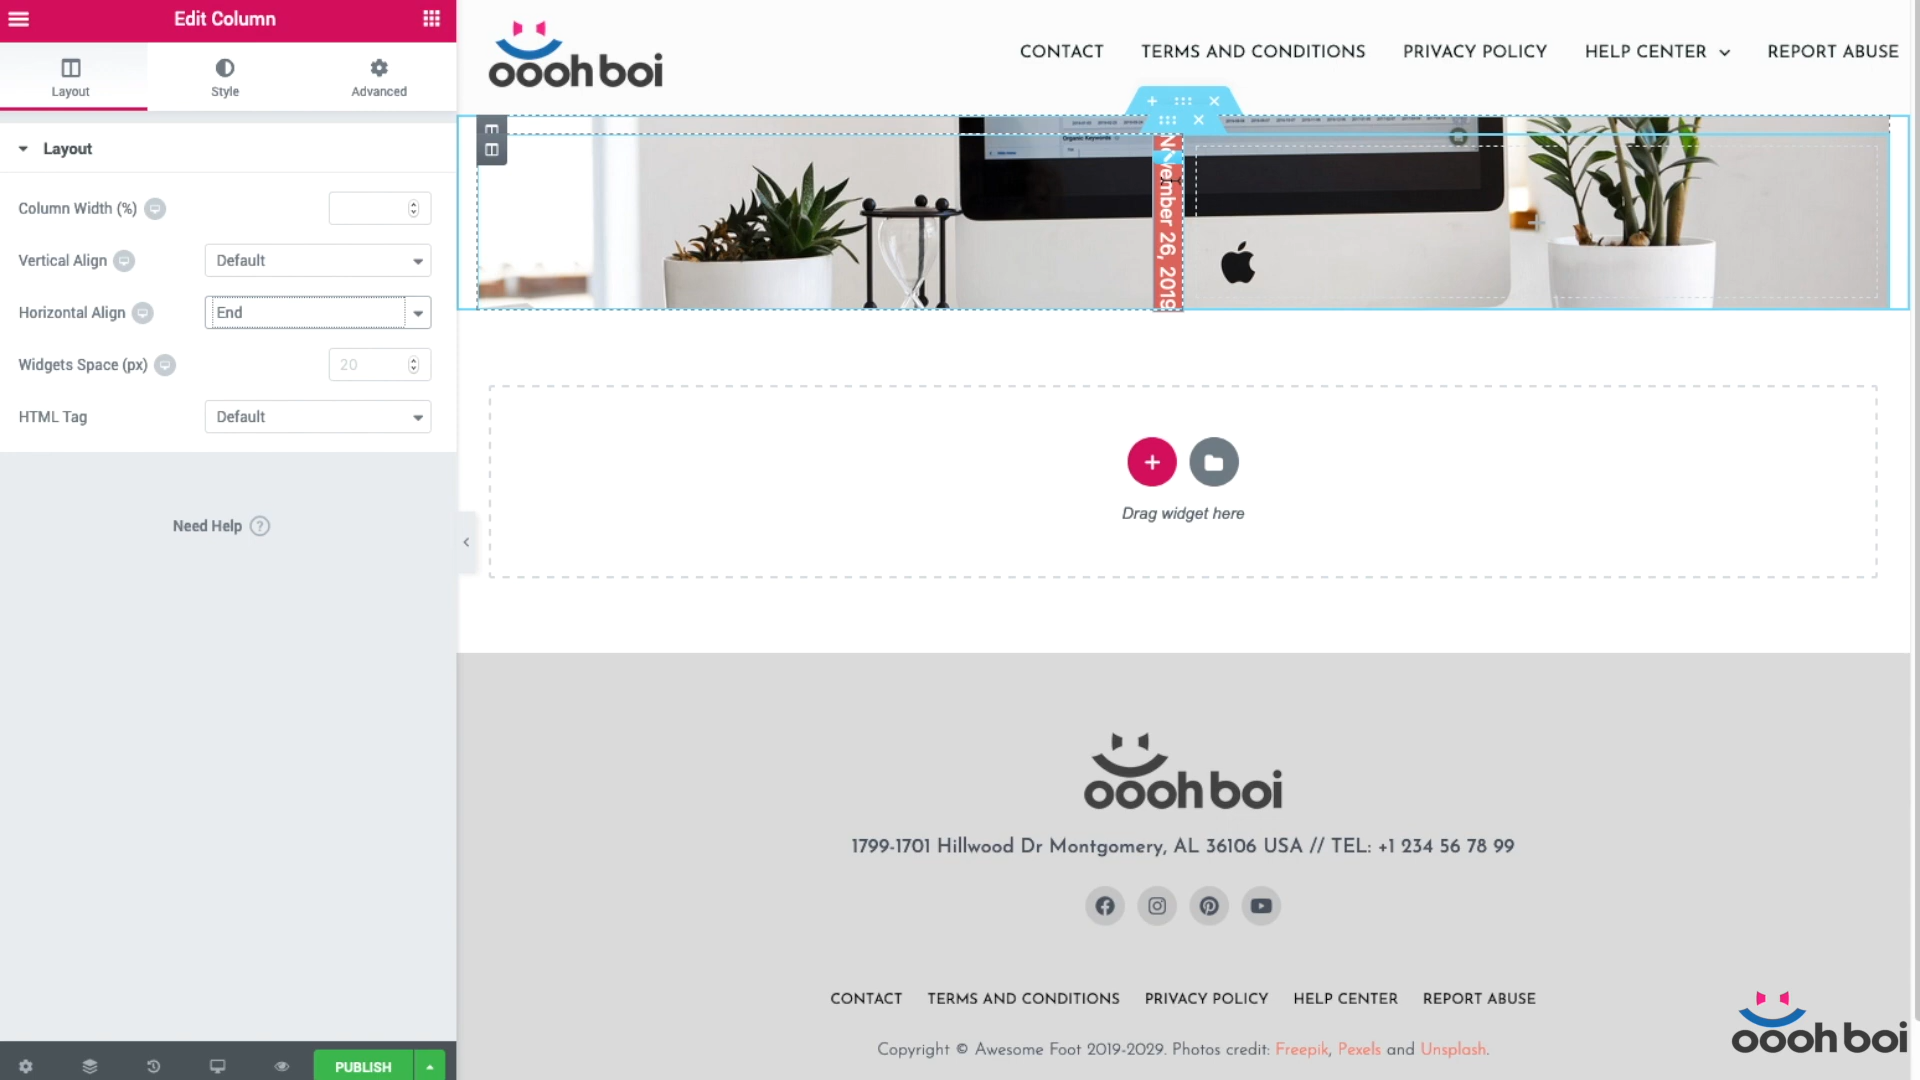 Edit Column
Layout
Style
Advanced
Layout
Column Width (%)
Vertical Align
Default
Horizontal Align
End
Widgets Space (px)
20
HTML Tag
Default
Need Help
?
PUBLISH
ooohboi
CONTACT
TERMS AND CONDITIONS
PRIVACY POLICY
HELP CENTER
REPORT ABUSE
Organic Keywords
November 26, 2019
Drag widget here
ooohboi
1799-1701 Hillwood Dr Montgomery, AL 36106 USA // TEL: +1 234 56 78 99
CONTACT
TERMS AND CONDITIONS
PRIVACY POLICY
HELP CENTER
REPORT ABUSE
Copyright © Awesome Foot 2019-2029. Photos credit: Freepik, Pexels and Unsplash.
ooohboi